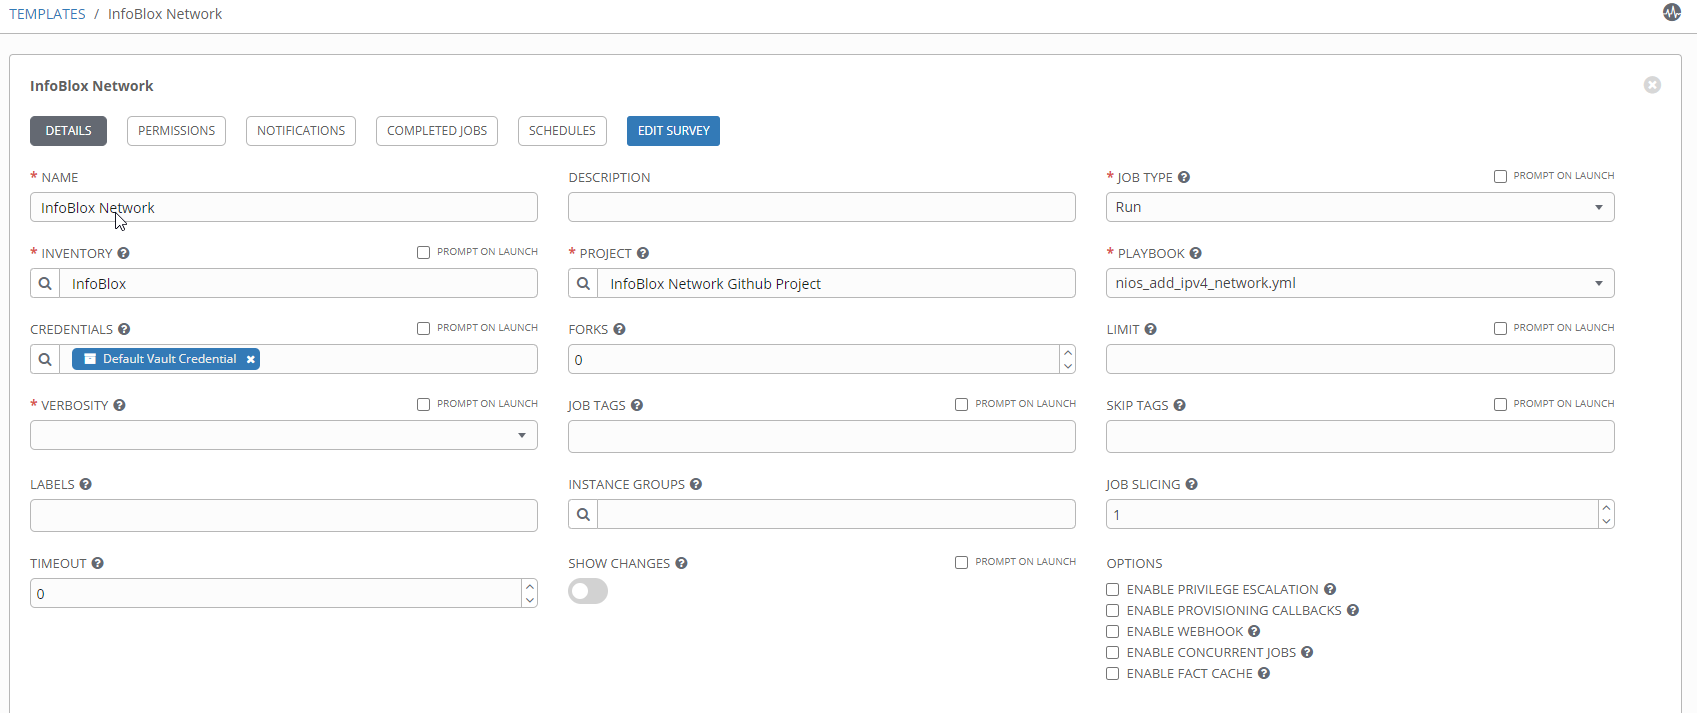 TEMPLATES / InfoBlox Network
InfoBlox Network
DETAILS PERMISSIONS NOTIFICATIONS COMPLETED JOBS SCHEDULES EDIT SURVEY
* NAME DESCRIPTION * JOB TYPE PROMPT ON LAUNCH
InfoBlox Network Run
* INVENTORY PROMPT ON LAUNCH * PROJECT * PLAYBOOK
InfoBlox InfoBlox Network Github Project nios_add_ipv4_network.yml
CREDENTIALS PROMPT ON LAUNCH FORKS LIMIT PROMPT ON LAUNCH
Default Vault Credential 0
* VERBOSITY PROMPT ON LAUNCH JOB TAGS PROMPT ON LAUNCH SKIP TAGS PROMPT ON LAUNCH
LABELS INSTANCE GROUPS JOB SLICING
1
TIMEOUT SHOW CHANGES PROMPT ON LAUNCH OPTIONS
0
ENABLE PRIVILEGE ESCALATION
ENABLE PROVISIONING CALLBACKS
ENABLE WEBHOOK
ENABLE CONCURRENT JOBS
ENABLE FACT CACHE